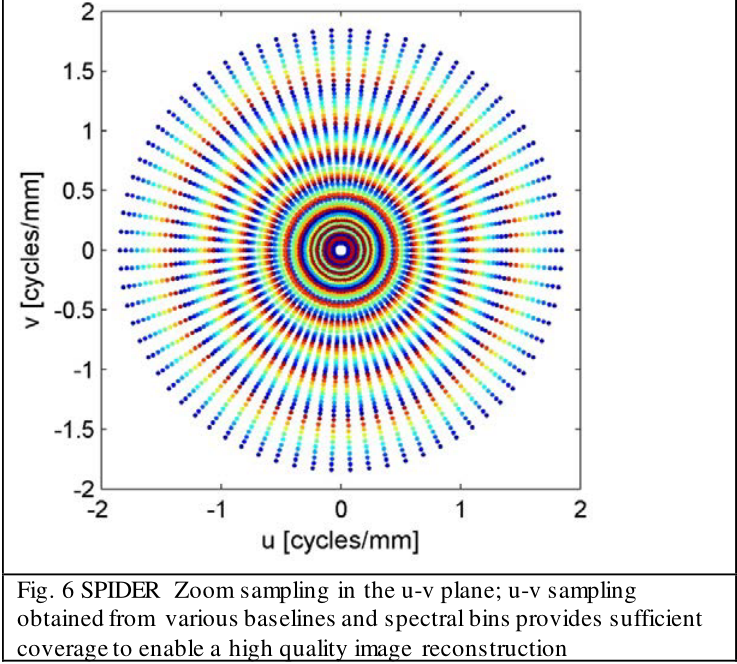 2
1.5
1
0.5
0
-0.5
-1
-1.5
-2
-2 -1 0 1 2
v [cycles/mm]
u [cycles/mm]
Fig. 6 SPIDER Zoom sampling in the u-v plane; u-v sampling
obtained from various baselines and spectral bins provides sufficient
coverage to enable a high quality image reconstruction